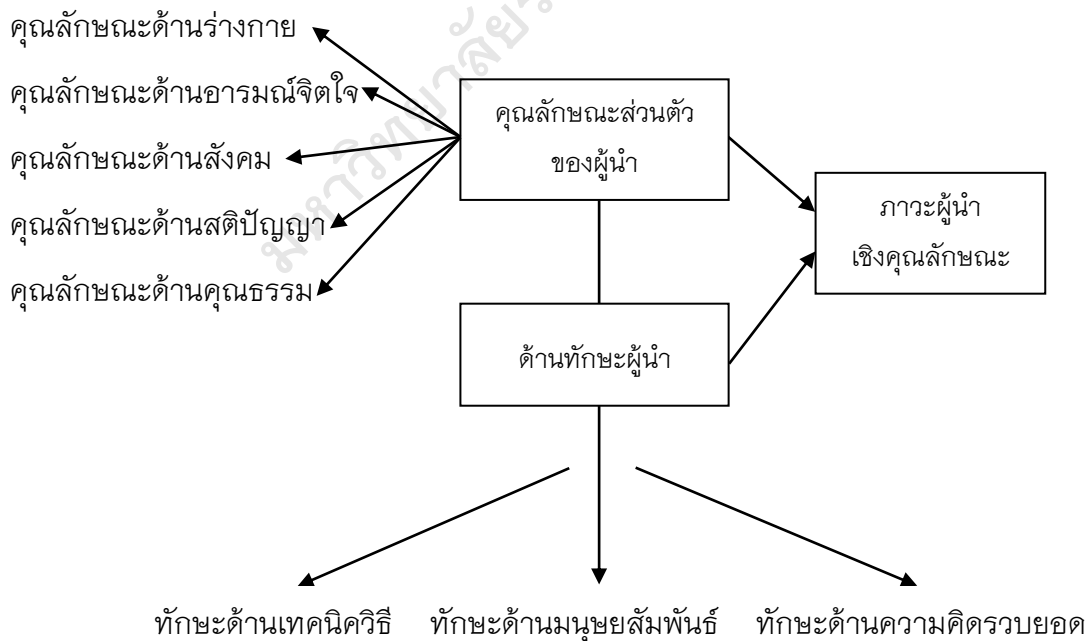 คุณลักษณะด้านร่างกาย
คุณลักษณะด้านอารมณ์จิตใจ
คุณลักษณะด้านสังคม
คุณลักษณะด้านสติปัญญา
คุณลักษณะด้านคุณธรรม
คุณลักษณะส่วนตัว
ของผู้นำ
ด้านทักษะผู้นำ
ภาวะผู้นำ
เชิงคุณลักษณะ
ทักษะด้านเทคนิควิธี
ทักษะด้านมนุษยสัมพันธ์
ทักษะด้านความคิดรวบยอด
มหาวิทยาลัย